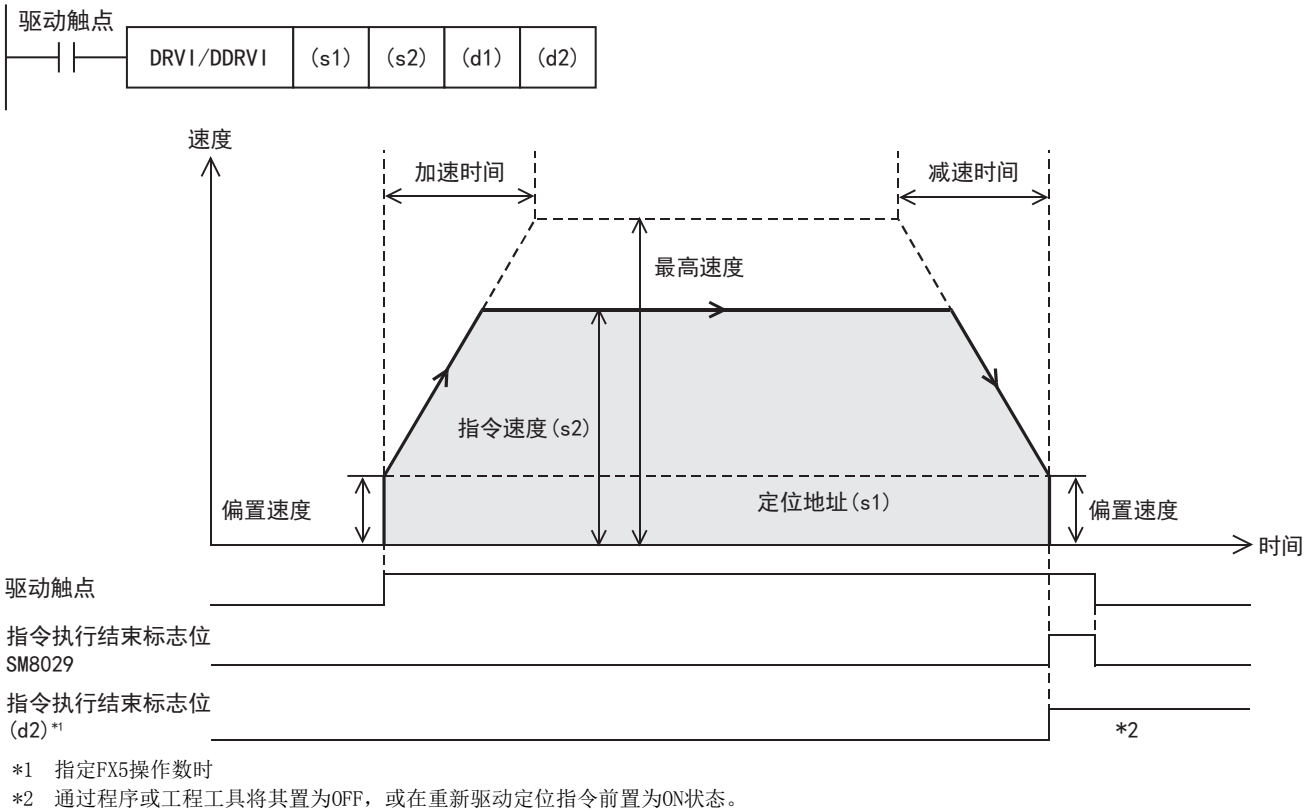 驱动触点
DRVI/DDRVI (s1) (s2) (d1) (d2)
速度
加速时间
减速时间
最高速度
指令速度(s2)
定位地址(s1)
偏置速度
偏置速度
时间
驱动触点
指令执行结束标志位
SM8029
指令执行结束标志位
(d2)*1
*2
*1 指定FX5操作数时
*2 通过程序或工程工具将其置为OFF，或在重新驱动定位指令前置为ON状态。